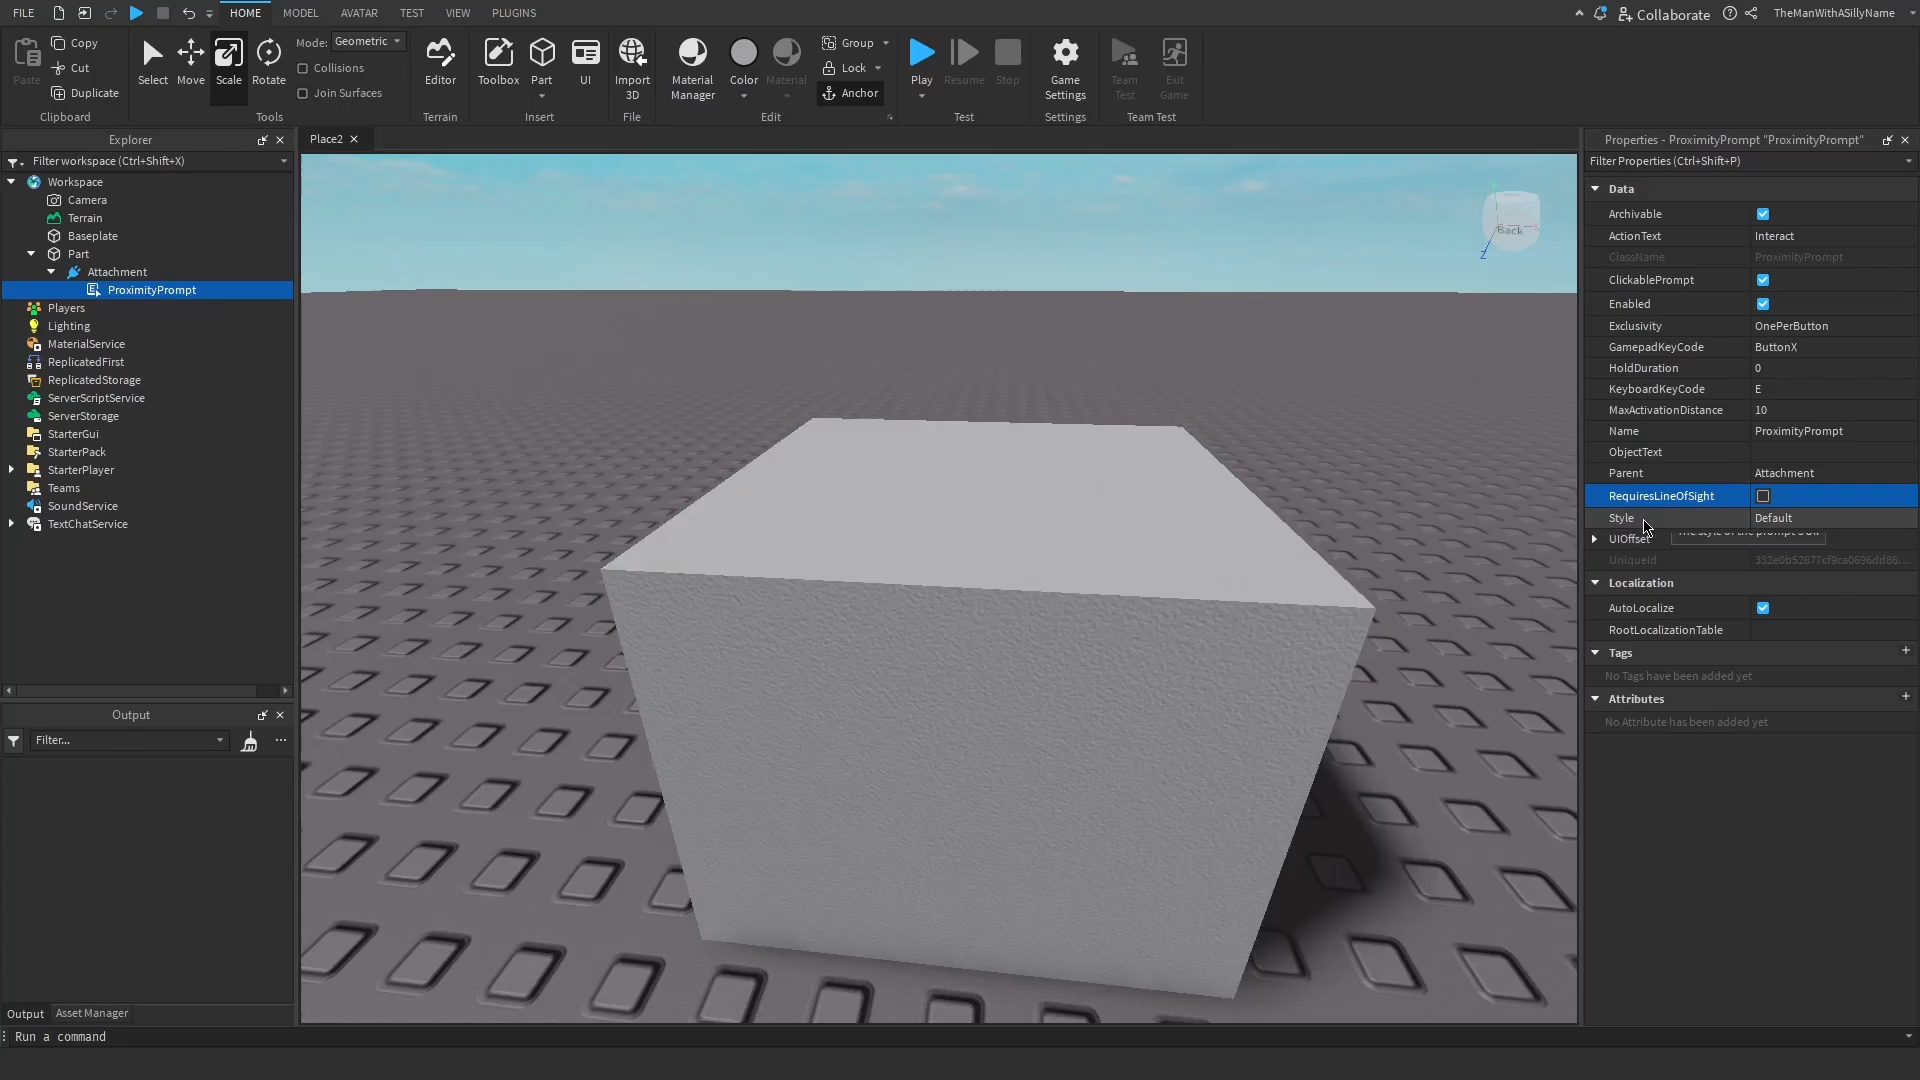 FILE HOME MODEL AVATAR TEST VIEW PLUGINS Collaborate TheManWithASillyName
Paste Copy Cut Duplicate
Clipboard
Select Move Scale Rotate
Mode: Geometric
Collisions
Join Surfaces
Tools
Editor
Terrain
Toolbox Part UI
Insert
Import 3D
File
Material Manager Color Material
Group
Lock
Anchor
Edit
Play Resume Stop
Test
Game Settings
Settings
Team Test Exit Game
Team Test
Explorer
Filter workspace (Ctrl+Shift+X)
Workspace
Camera
Terrain
Baseplate
Part
Attachment
ProximityPrompt
Players
Lighting
MaterialService
ReplicatedFirst
ReplicatedStorage
ServerScriptService
ServerStorage
StarterGui
StarterPack
StarterPlayer
Teams
SoundService
TextChatService
Output
Filter...
Output Asset Manager
Run a command
Place2
Y
Back
X
Z
Properties - ProximityPrompt "ProximityPrompt"
Filter Properties (Ctrl+Shift+P)
Data
Archivable
ActionText Interact
ClassName ProximityPrompt
ClickablePrompt
Enabled
Exclusivity OnePerButton
GamepadKeyCode ButtonX
HoldDuration 0
KeyboardKeyCode E
MaxActivationDistance 10
Name ProximityPrompt
ObjectText
Parent Attachment
RequiresLineOfSight
Style Default
UIOffset The style of the prompt's UI.
UniqueId 332e0b52877cf9ca0696dd86...
Localization
AutoLocalize
RootLocalizationTable
Tags
No Tags have been added yet
Attributes
No Attribute has been added yet